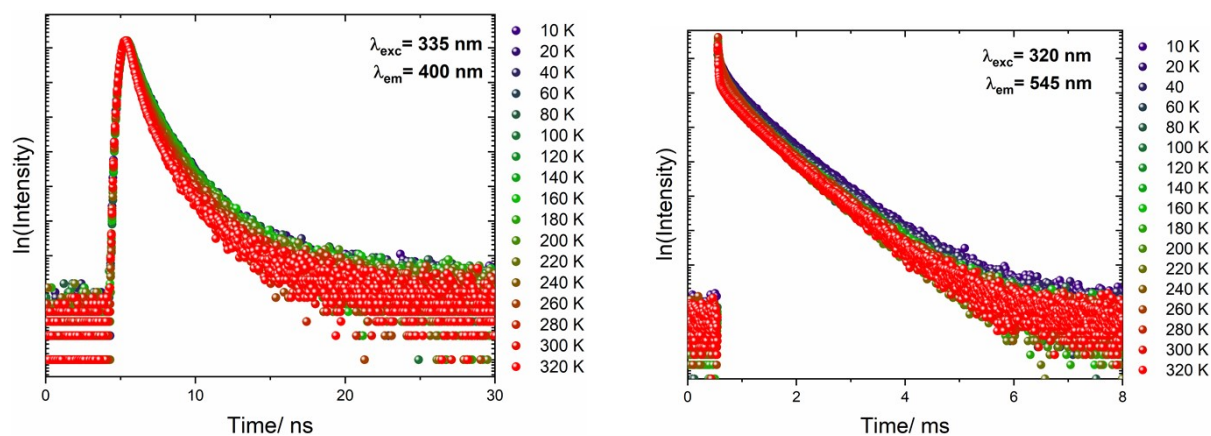 λexc= 335 nm
λem= 400 nm
ln(Intensity)
0
5
10
15
20
25
30
Time/ ns
10 K
20 K
40 K
60 K
80 K
100 K
120 K
140 K
160 K
180 K
200 K
220 K
240 K
260 K
280 K
300 K
320 K
λexc= 320 nm
λem= 545 nm
ln(Intensity)
2
4
6
8
Time/ ms
10 K
20 K
40
60 K
80 K
100 K
120 K
140 K
160 K
180 K
200 K
220 K
240 K
260 K
280 K
300 K
320 K